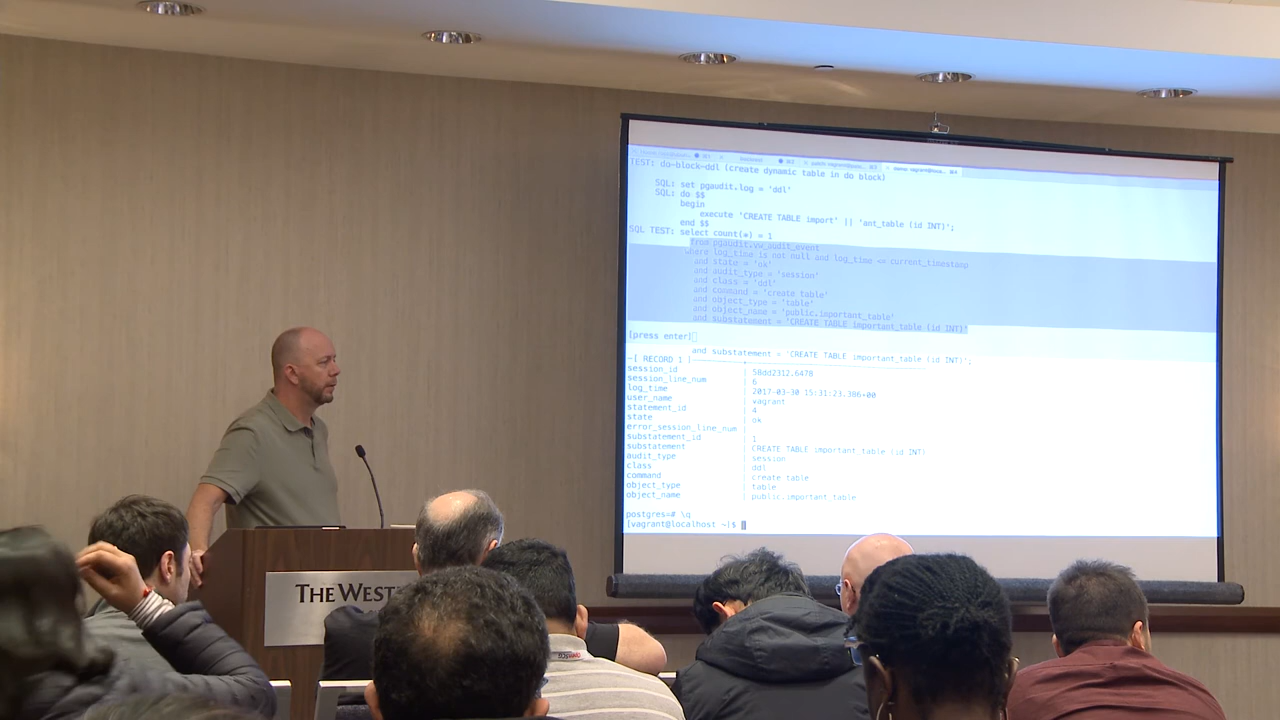 TEST: do-block-ddl (create dynamic table in do block)
SQL: set pgaudit.log = 'ddl'
SQL: do $$
begin
execute 'CREATE TABLE import' || 'ant_table (id INT)';
end $$
SQL TEST: select count(*) = 1
from pgaudit.vw_audit_event
where log_time is not null and log_time <= current_timestamp
and state = 'ok'
and audit_type = 'session'
and class = 'ddl'
and command = 'create table'
and object_type = 'table'
and object_name = 'public.important_table'
and substatement = 'CREATE TABLE important_table (id INT)'
[press enter]
and substatement = 'CREATE TABLE important_table (id INT)';
-[ RECORD 1 ]
session_id | 58dd2312.6478
session_line_num | 6
log_time | 2017-03-30 15:31:23.386+00
user_name | vagrant
statement_id | 4
state | ok
error_session_line_num |
substatement_id | 1
substatement | CREATE TABLE important_table (id INT)
audit_type | session
class | ddl
command | create table
object_type | table
object_name | public.important_table
postgres=# \q
[vagrant@localhost ~]$
THE WEST